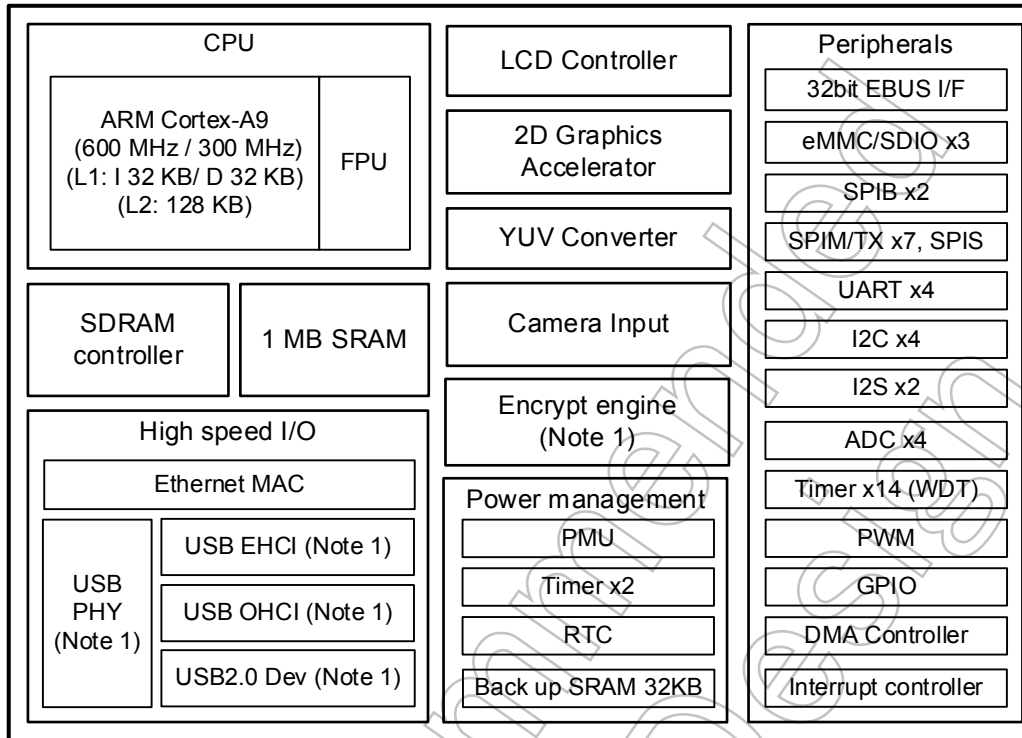 CPU
ARM Cortex-A9
(600 MHz / 300 MHz)
(L1: I 32 KB/ D 32 KB)
(L2: 128 KB)
FPU
SDRAM
controller
1 MB SRAM
High speed I/O
Ethernet MAC
USB
PHY
(Note 1)
USB EHCI (Note 1)
USB OHCI (Note 1)
USB2.0 Dev (Note 1)
LCD Controller
2D Graphics
Accelerator
YUV Converter
Camera Input
Encrypt engine
(Note 1)
Power management
PMU
Timer x2
RTC
Back up SRAM 32KB
Peripherals
32bit EBUS I/F
eMMC/SDIO x3
SPIB x2
SPIM/TX x7, SPIS
UART x4
I2C x4
I2S x2
ADC x4
Timer x14 (WDT)
PWM
GPIO
DMA Controller
Interrupt controller